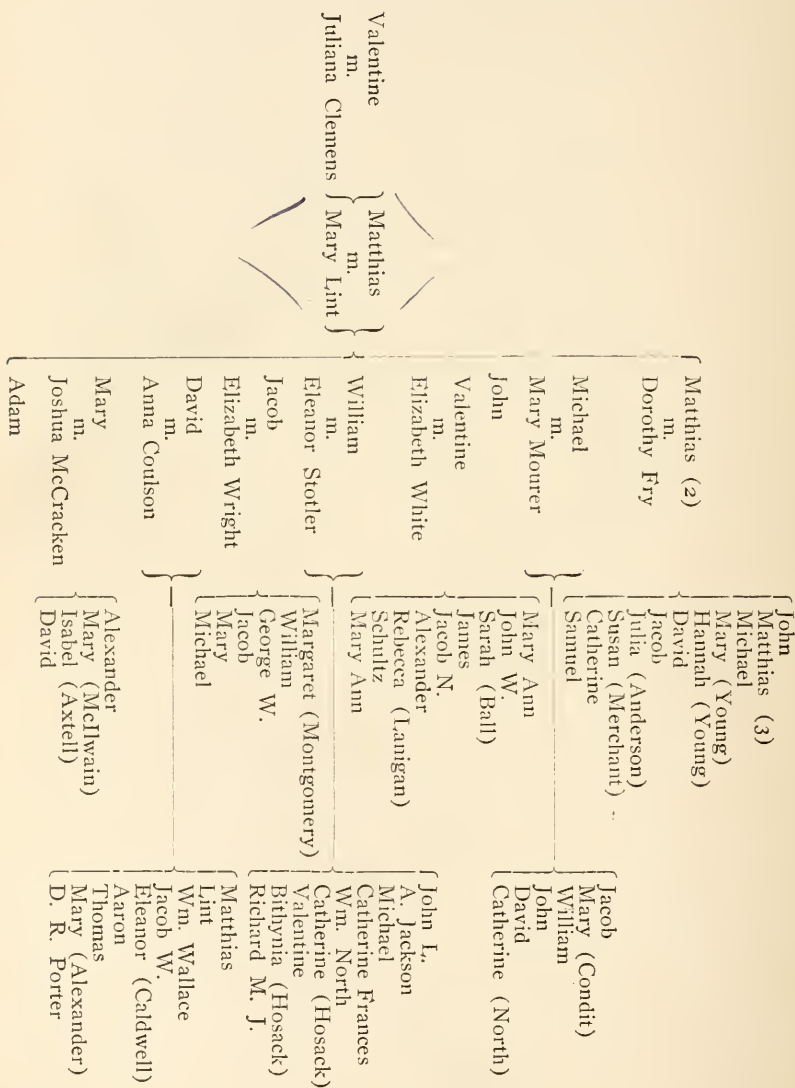 Valentine
m.
Juliana Clemens
Matthias
m.
Mary Lint
Matthias (2)
m.
Dorothy Fry
Michael
m.
Mary Mourer
John
Valentine
m.
Elizabeth White
William
m.
Eleanor Stotler
Jacob
m.
Elizabeth Wright
David
m.
Anna Coulson
Mary
m.
Joshua McCracken
Adam
John
Matthias (3)
Michael
Mary (Young)
Hannah (Young)
David
Jacob
Julia (Anderson)
Susan (Merchant)
Catherine
Samuel
Mary Ann
John W.
Sarah (Ball)
James
Jacob N.
Alexander
Rebecca (Lanigan)
Schultz
Mary Ann
Margaret (Montgomery)
William
George W.
Jacob
Mary
Michael
Alexander
Mary (McIlwain)
Isabel (Axtell)
David
Jacob
Mary (Condit)
William
John
David
Catherine (North)
John L.
A. Jackson
Michael
Catherine Frances
Wm. North
Catherine (Hosack)
Valentine
Bithynia (Hosack)
Richard M. J.
Matthias
Lint
Wm. Wallace
Jacob W.
Eleanor (Caldwell)
Aaron
Thomas
Mary (Alexander)
D. R. Porter